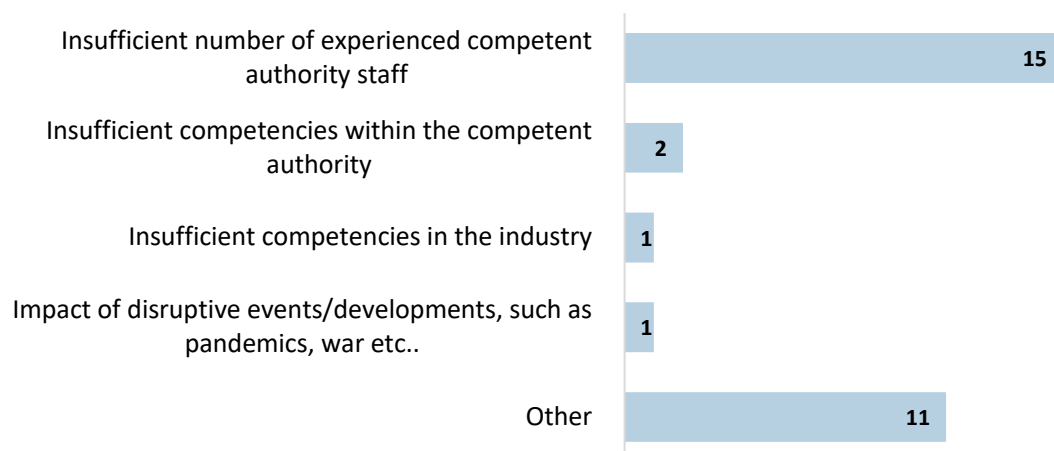 Insufficient number of experienced competent
authority staff
15
Insufficient competencies within the competent
authority
2
Insufficient competencies in the industry
1
Impact of disruptive events/developments, such as
pandemics, war etc..
1
Other
11